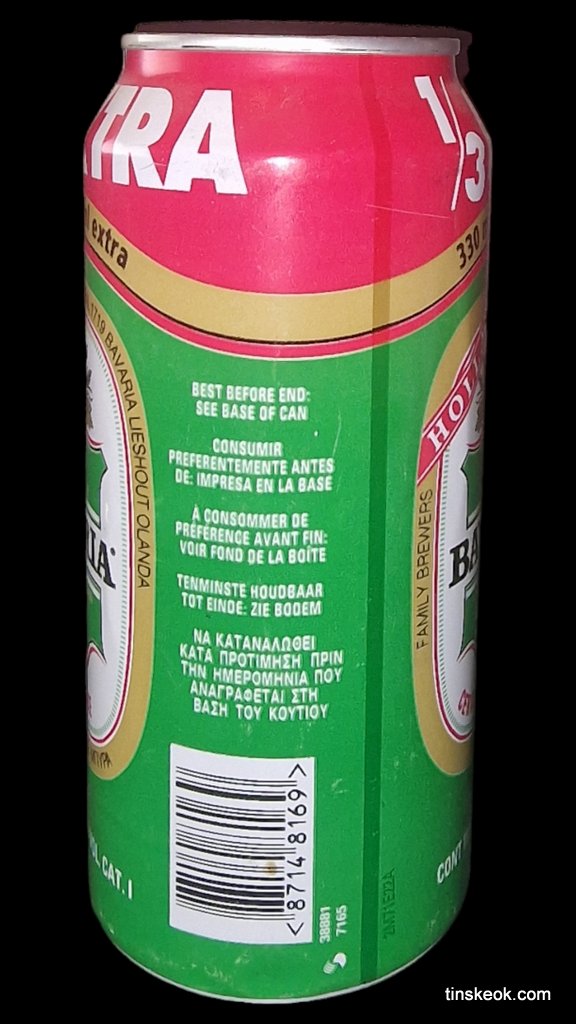 TRA
1/3
extra
330
1719 BAVARIA LIESHOUT OLANDA
HOL
FAMILY BREWERS
BEST BEFORE END:
SEE BASE OF CAN
CONSUMIR
PREFERENTEMENTE ANTES
DE: IMPRESA EN LA BASE
À CONSOMMER DE
PRÉFÉRENCE AVANT FIN:
VOIR FOND DE LA BOÎTE
TENMINSTE HOUDBAAR
TOT EINDE: ZIE BODEM
ΝΑ ΚΑΤΑΝΑΛΩΘΕΙ
ΚΑΤΑ ΠΡΟΤΙΜΗΣΗ ΠΡΙΝ
ΤΗΝ ΗΜΕΡΟΜΗΝΙΑ ΠΟΥ
ΑΝΑΓΡΑΦΕΤΑΙ ΣΤΗ
ΒΑΣΗ ΤΟΥ ΚΟΥΤΙΟΥ
CAT. I
CONT
<8714 8169>
38881
7165
tinskeok.com